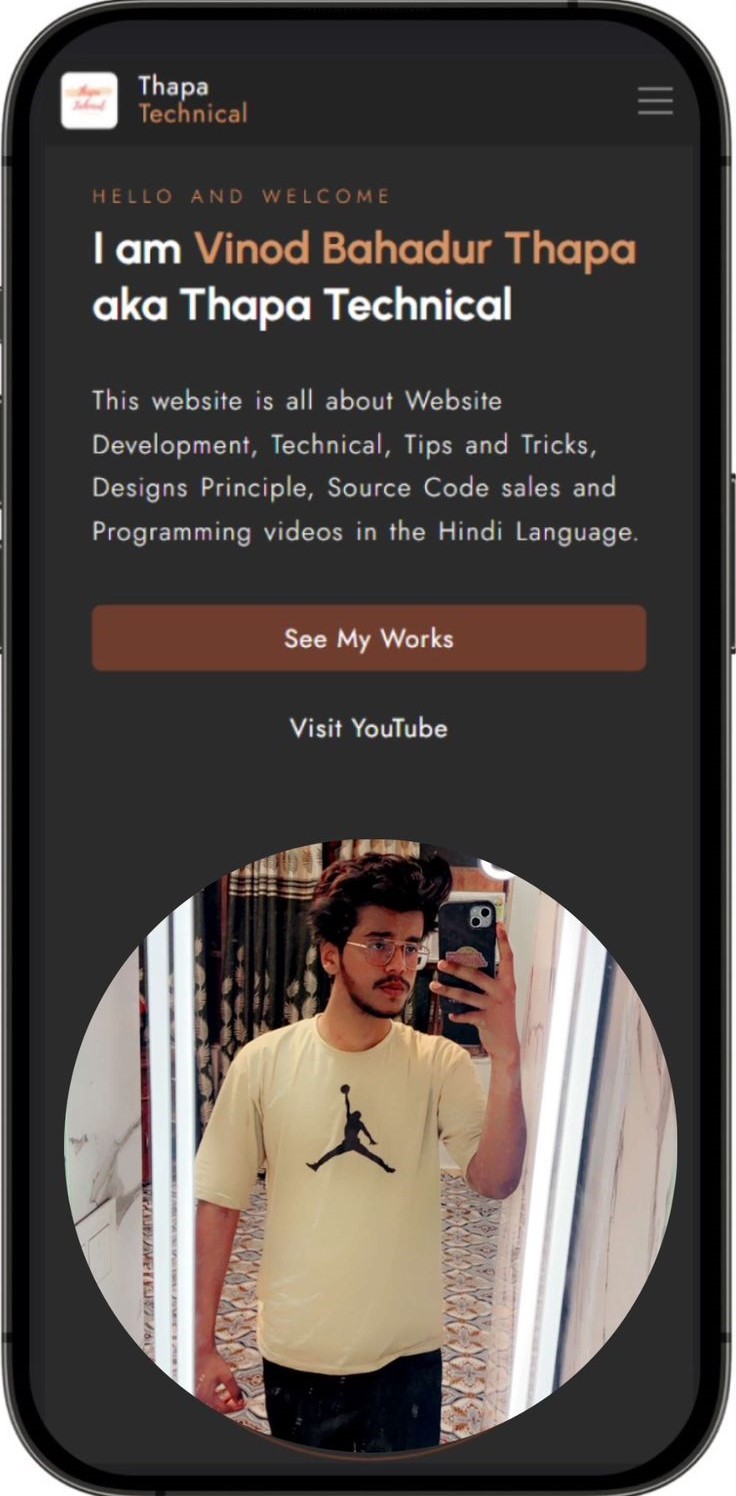 Thapa
Technical
HELLO AND WELCOME
I am Vinod Bahadur Thapa
aka Thapa Technical
This website is all about Website
Development, Technical, Tips and Tricks,
Designs Principle, Source Code sales and
Programming videos in the Hindi Language.
See My Works
Visit YouTube